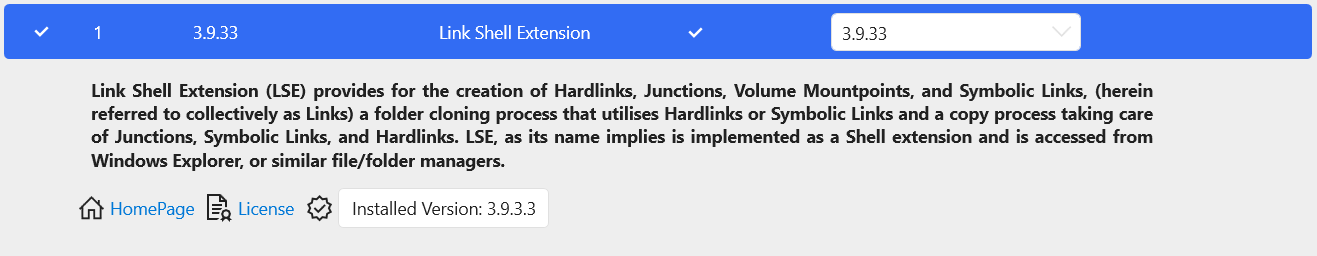 1 3.9.33 Link Shell Extension 3.9.33
Link Shell Extension (LSE) provides for the creation of Hardlinks, Junctions, Volume Mountpoints, and Symbolic Links, (herein
referred to collectively as Links) a folder cloning process that utilises Hardlinks or Symbolic Links and a copy process taking care
of Junctions, Symbolic Links, and Hardlinks. LSE, as its name implies is implemented as a Shell extension and is accessed from
Windows Explorer, or similar file/folder managers.
HomePage License Installed Version: 3.9.3.3